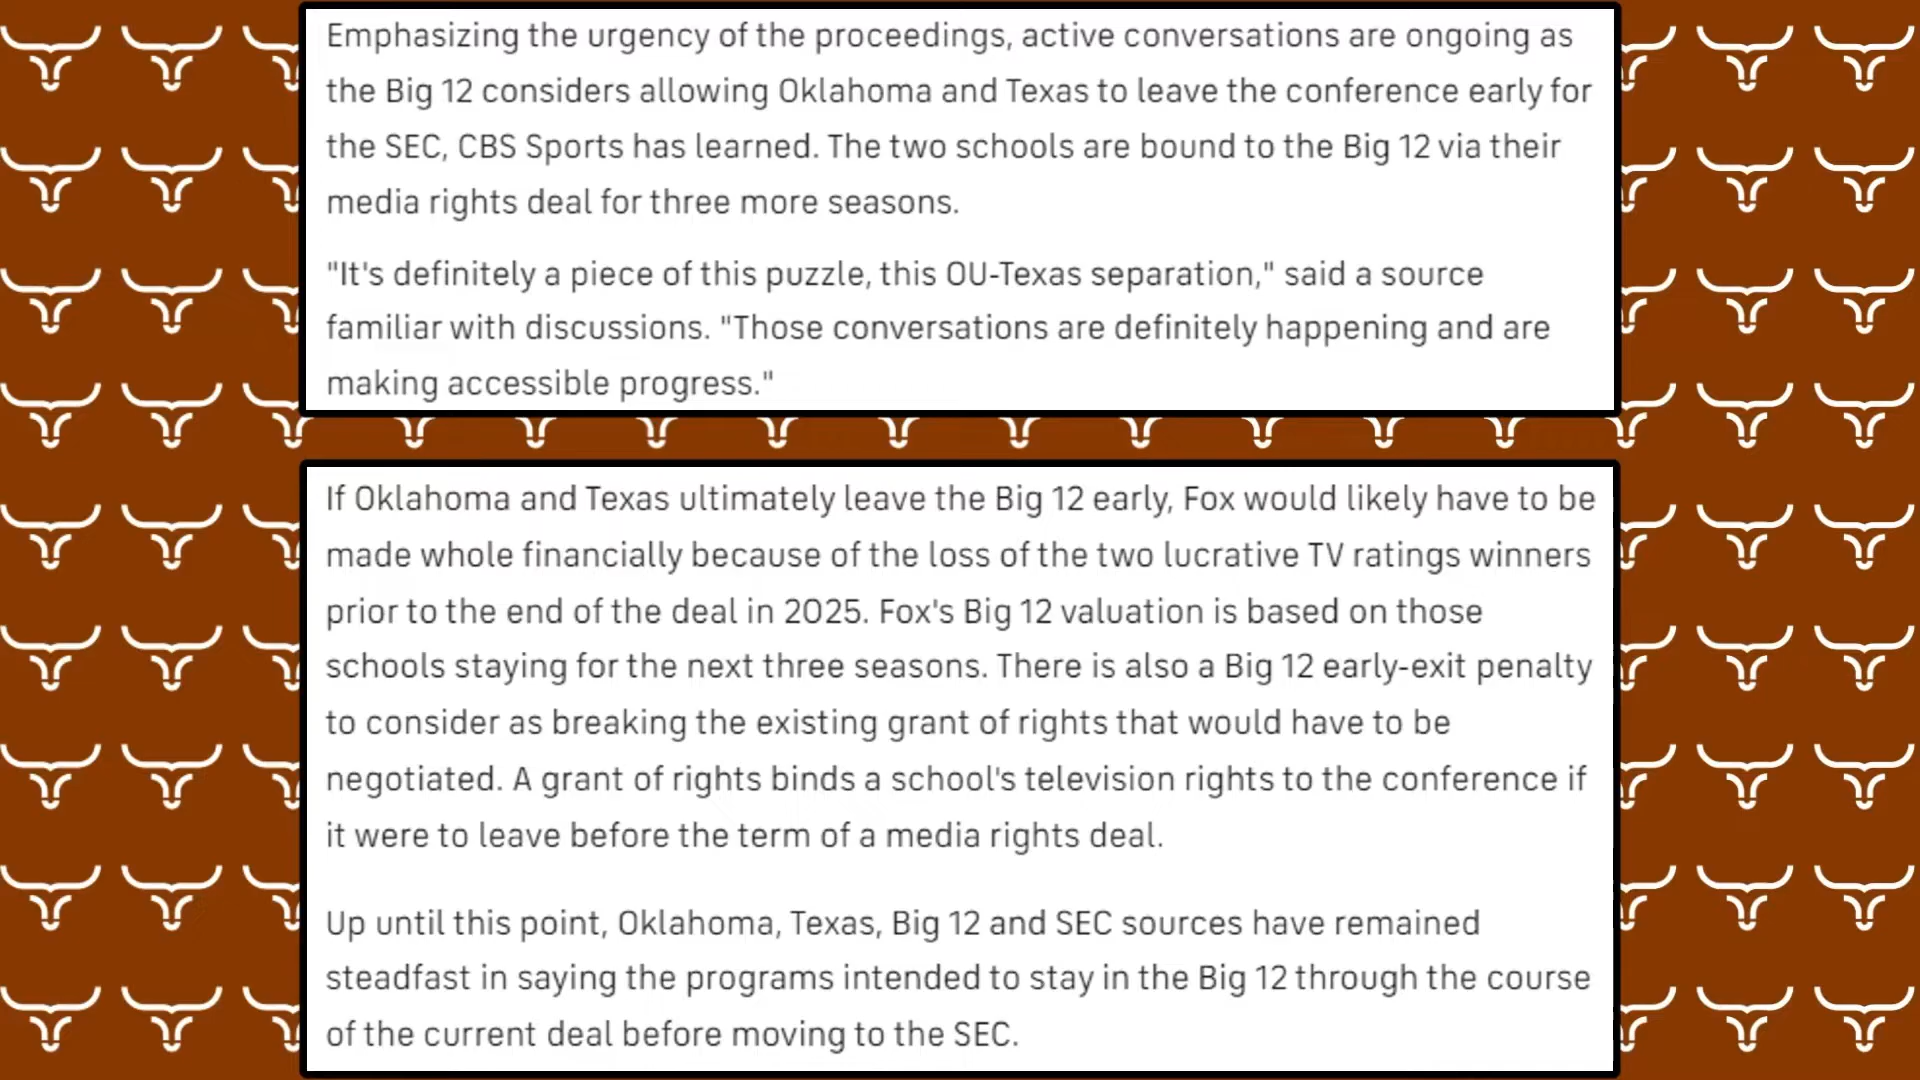 Emphasizing the urgency of the proceedings, active conversations are ongoing as
the Big 12 considers allowing Oklahoma and Texas to leave the conference early for
the SEC, CBS Sports has learned. The two schools are bound to the Big 12 via their
media rights deal for three more seasons.
"It's definitely a piece of this puzzle, this OU-Texas separation," said a source
familiar with discussions. "Those conversations are definitely happening and are
making accessible progress."
If Oklahoma and Texas ultimately leave the Big 12 early, Fox would likely have to be
made whole financially because of the loss of the two lucrative TV ratings winners
prior to the end of the deal in 2025. Fox's Big 12 valuation is based on those
schools staying for the next three seasons. There is also a Big 12 early-exit penalty
to consider as breaking the existing grant of rights that would have to be
negotiated. A grant of rights binds a school's television rights to the conference if
it were to leave before the term of a media rights deal.
Up until this point, Oklahoma, Texas, Big 12 and SEC sources have remained
steadfast in saying the programs intended to stay in the Big 12 through the course
of the current deal before moving to the SEC.